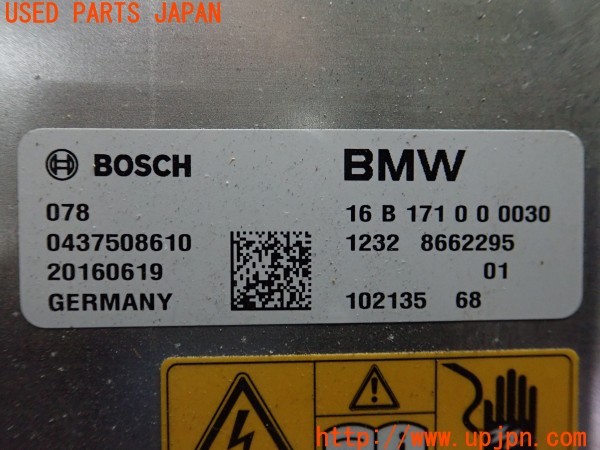 USED PARTS JAPAN
BOSCH BMW
078 16 B 171 0 0 0030
0437508610 1232 8662295
20160619 01
GERMANY 102135 68
http://www.upjpn.com